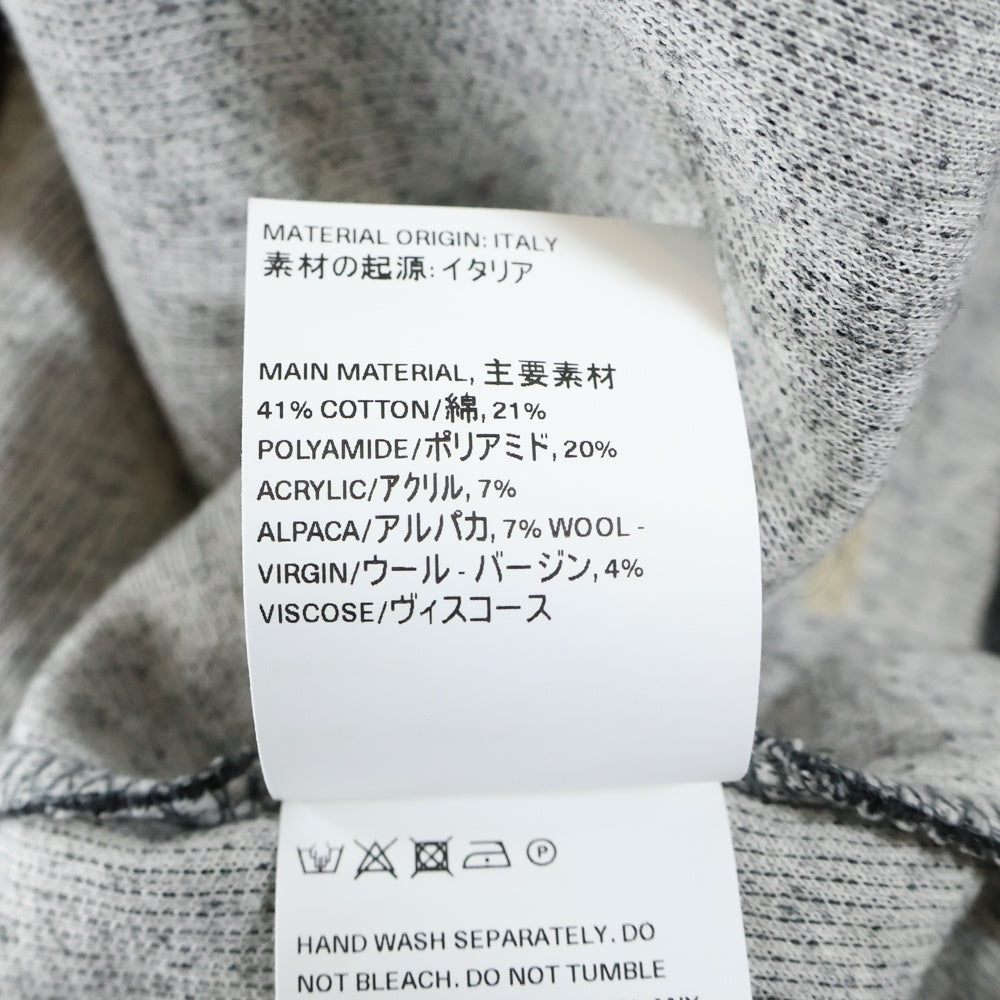 MATERIAL ORIGIN: ITALY
素材の起源: イタリア
MAIN MATERIAL, 主要素材
41% COTTON/綿, 21%
POLYAMIDE/ポリアミド, 20%
ACRYLIC/アクリル, 7%
ALPACA/アルパカ, 7% WOOL -
VIRGIN/ウール - バージン, 4%
VISCOSE/ヴィスコース
P
HAND WASH SEPARATELY. DO
NOT BLEACH. DO NOT TUMBLE
ANY